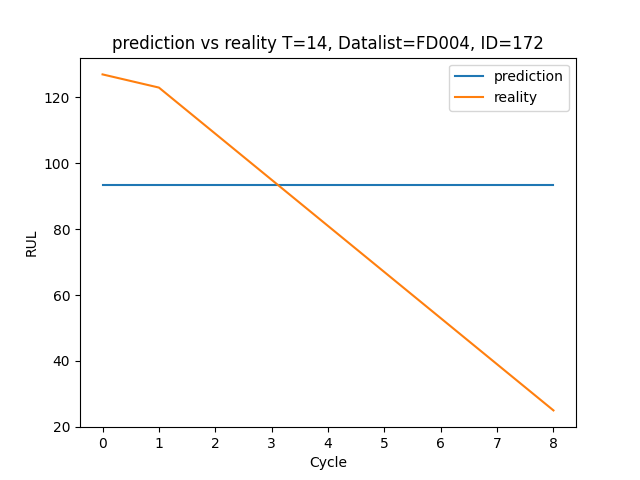 prediction vs reality T=14, Datalist=FD004, ID=172
prediction
reality
120
100
80
60
40
20
RUL
0 1 2 3 4 5 6 7 8
Cycle